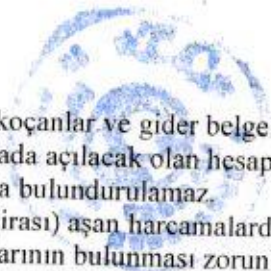 koçanlar ve gider belge
ada açılacak olan hesap
a bulundurulamaz.
irası) aşan harcamalard
arının bulunması zorun